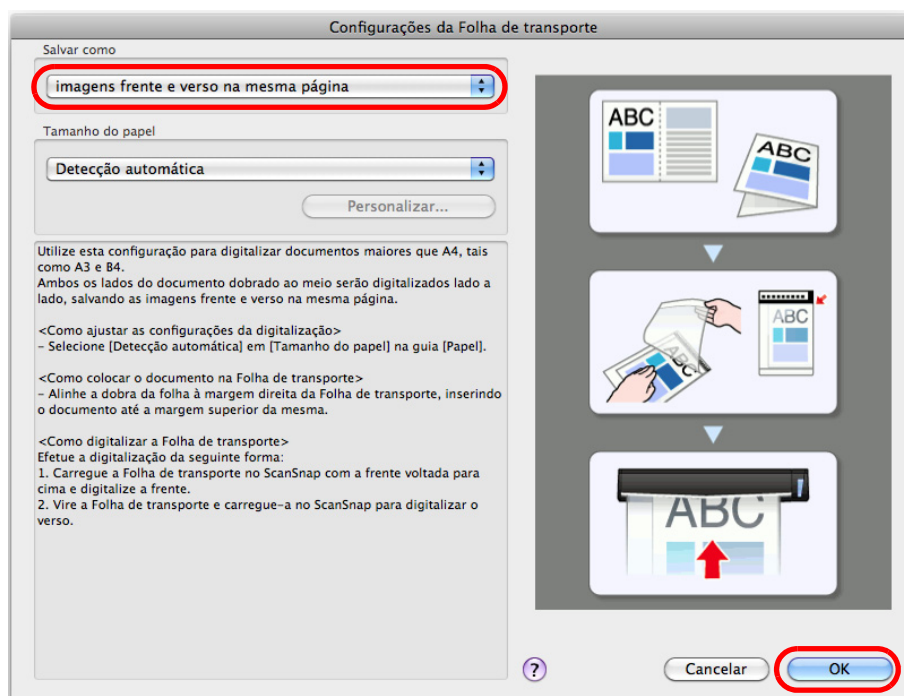 Configurações da Folha de transporte
Salvar como
imagens frente e verso na mesma página
Tamanho do papel
Detecção automática
Personalizar...
Utilize esta configuração para digitalizar documentos maiores que A4, tais
como A3 e B4.
Ambos os lados do documento dobrado ao meio serão digitalizados lado a
lado, salvando as imagens frente e verso na mesma página.
<Como ajustar as configurações da digitalização>
- Selecione [Detecção automática] em [Tamanho do papel] na guia [Papel].
<Como colocar o documento na Folha de transporte>
- Alinhe a dobra da folha à margem direita da Folha de transporte, inserindo
o documento até a margem superior da mesma.
<Como digitalizar a Folha de transporte>
Efetue a digitalização da seguinte forma:
1. Carregue a Folha de transporte no ScanSnap com a frente voltada para
cima e digitalize a frente.
2. Vire a Folha de transporte e carregue-a no ScanSnap para digitalizar o
verso.
ABC
ABC
ABC
ABC
ABC
?
Cancelar
OK